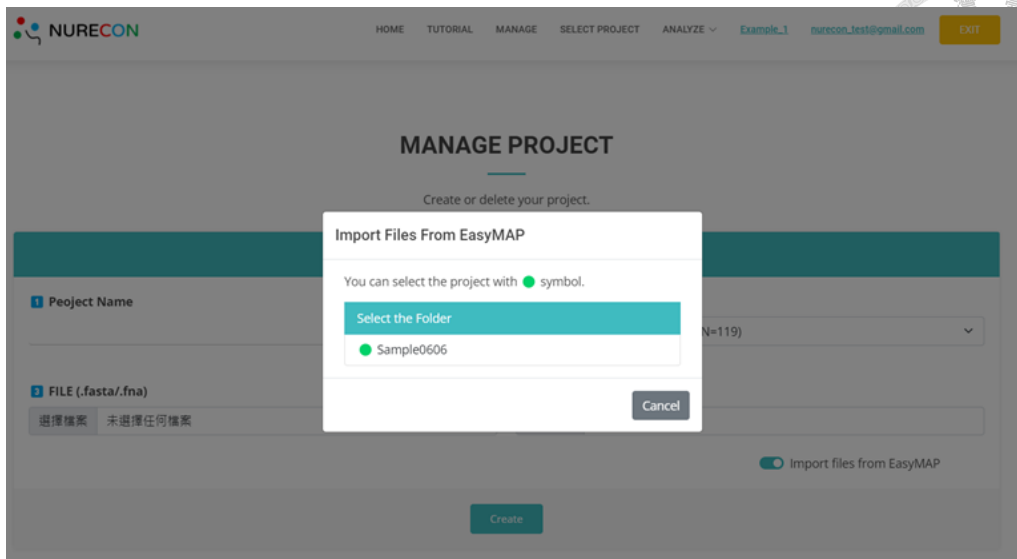 NURECON
HOME TUTORIAL MANAGE SELECT PROJECT ANALYZE Example_1 nurecon_test@gmail.com EXIT
MANAGE PROJECT
Create or delete your project.
Import Files From EasyMAP
You can select the project with symbol.
Select the Folder
Sample0606
Cancel
1 Peoject Name
N=119)
3 FILE (.fasta/.fna)
選擇檔案 未選擇任何檔案
Import files from EasyMAP
Create